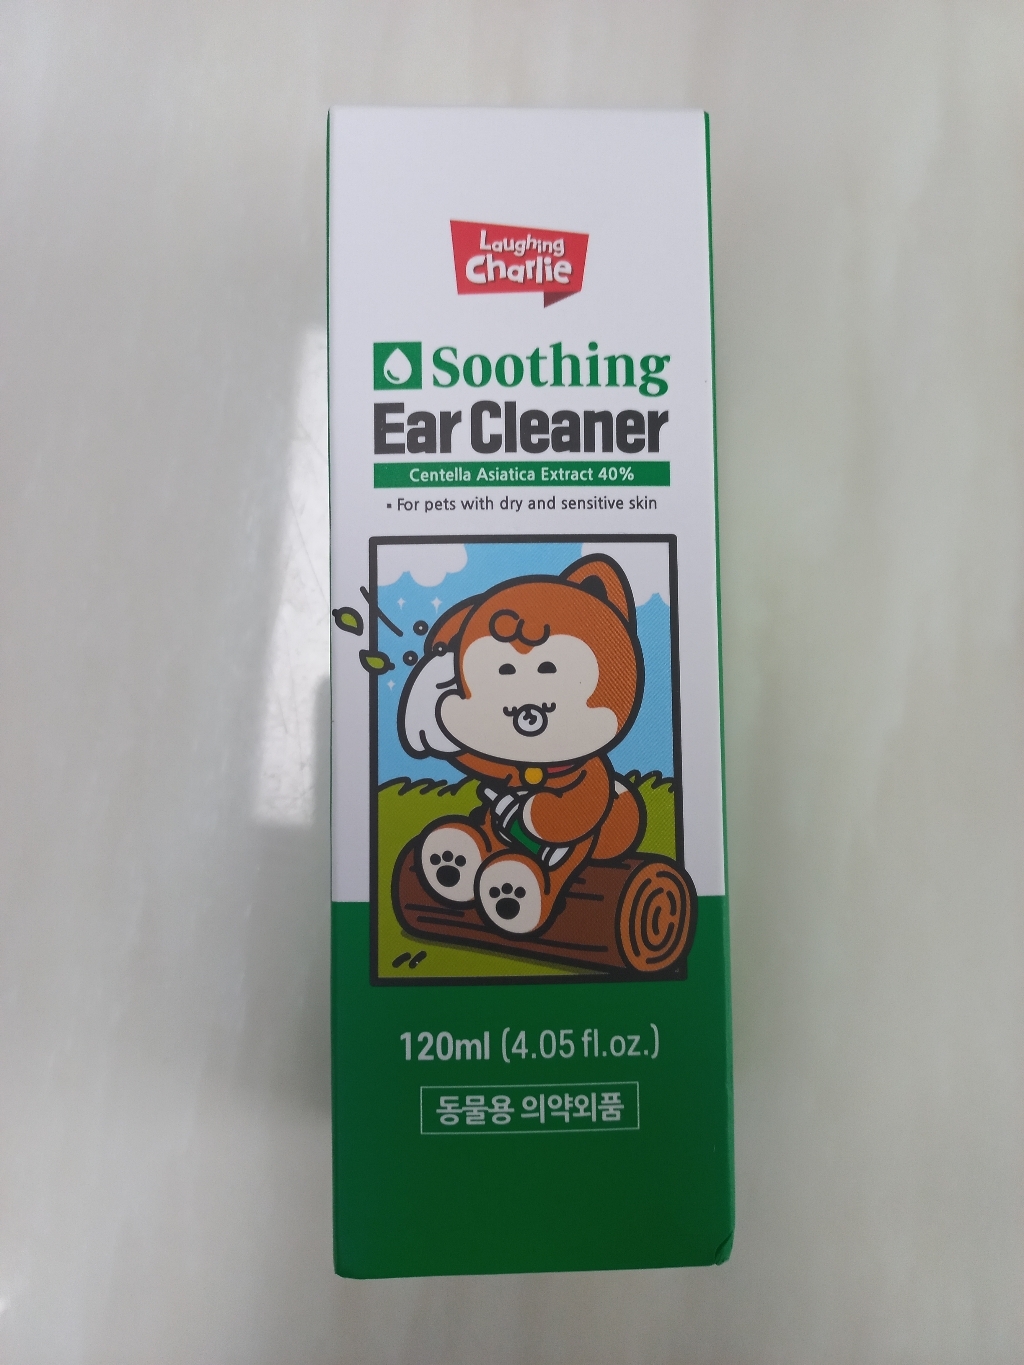 Laughing
Charlie
Soothing
Ear Cleaner
Centella Asiatica Extract 40%
▪ For pets with dry and sensitive skin
120ml (4.05 fl.oz.)
동물용 의약외품